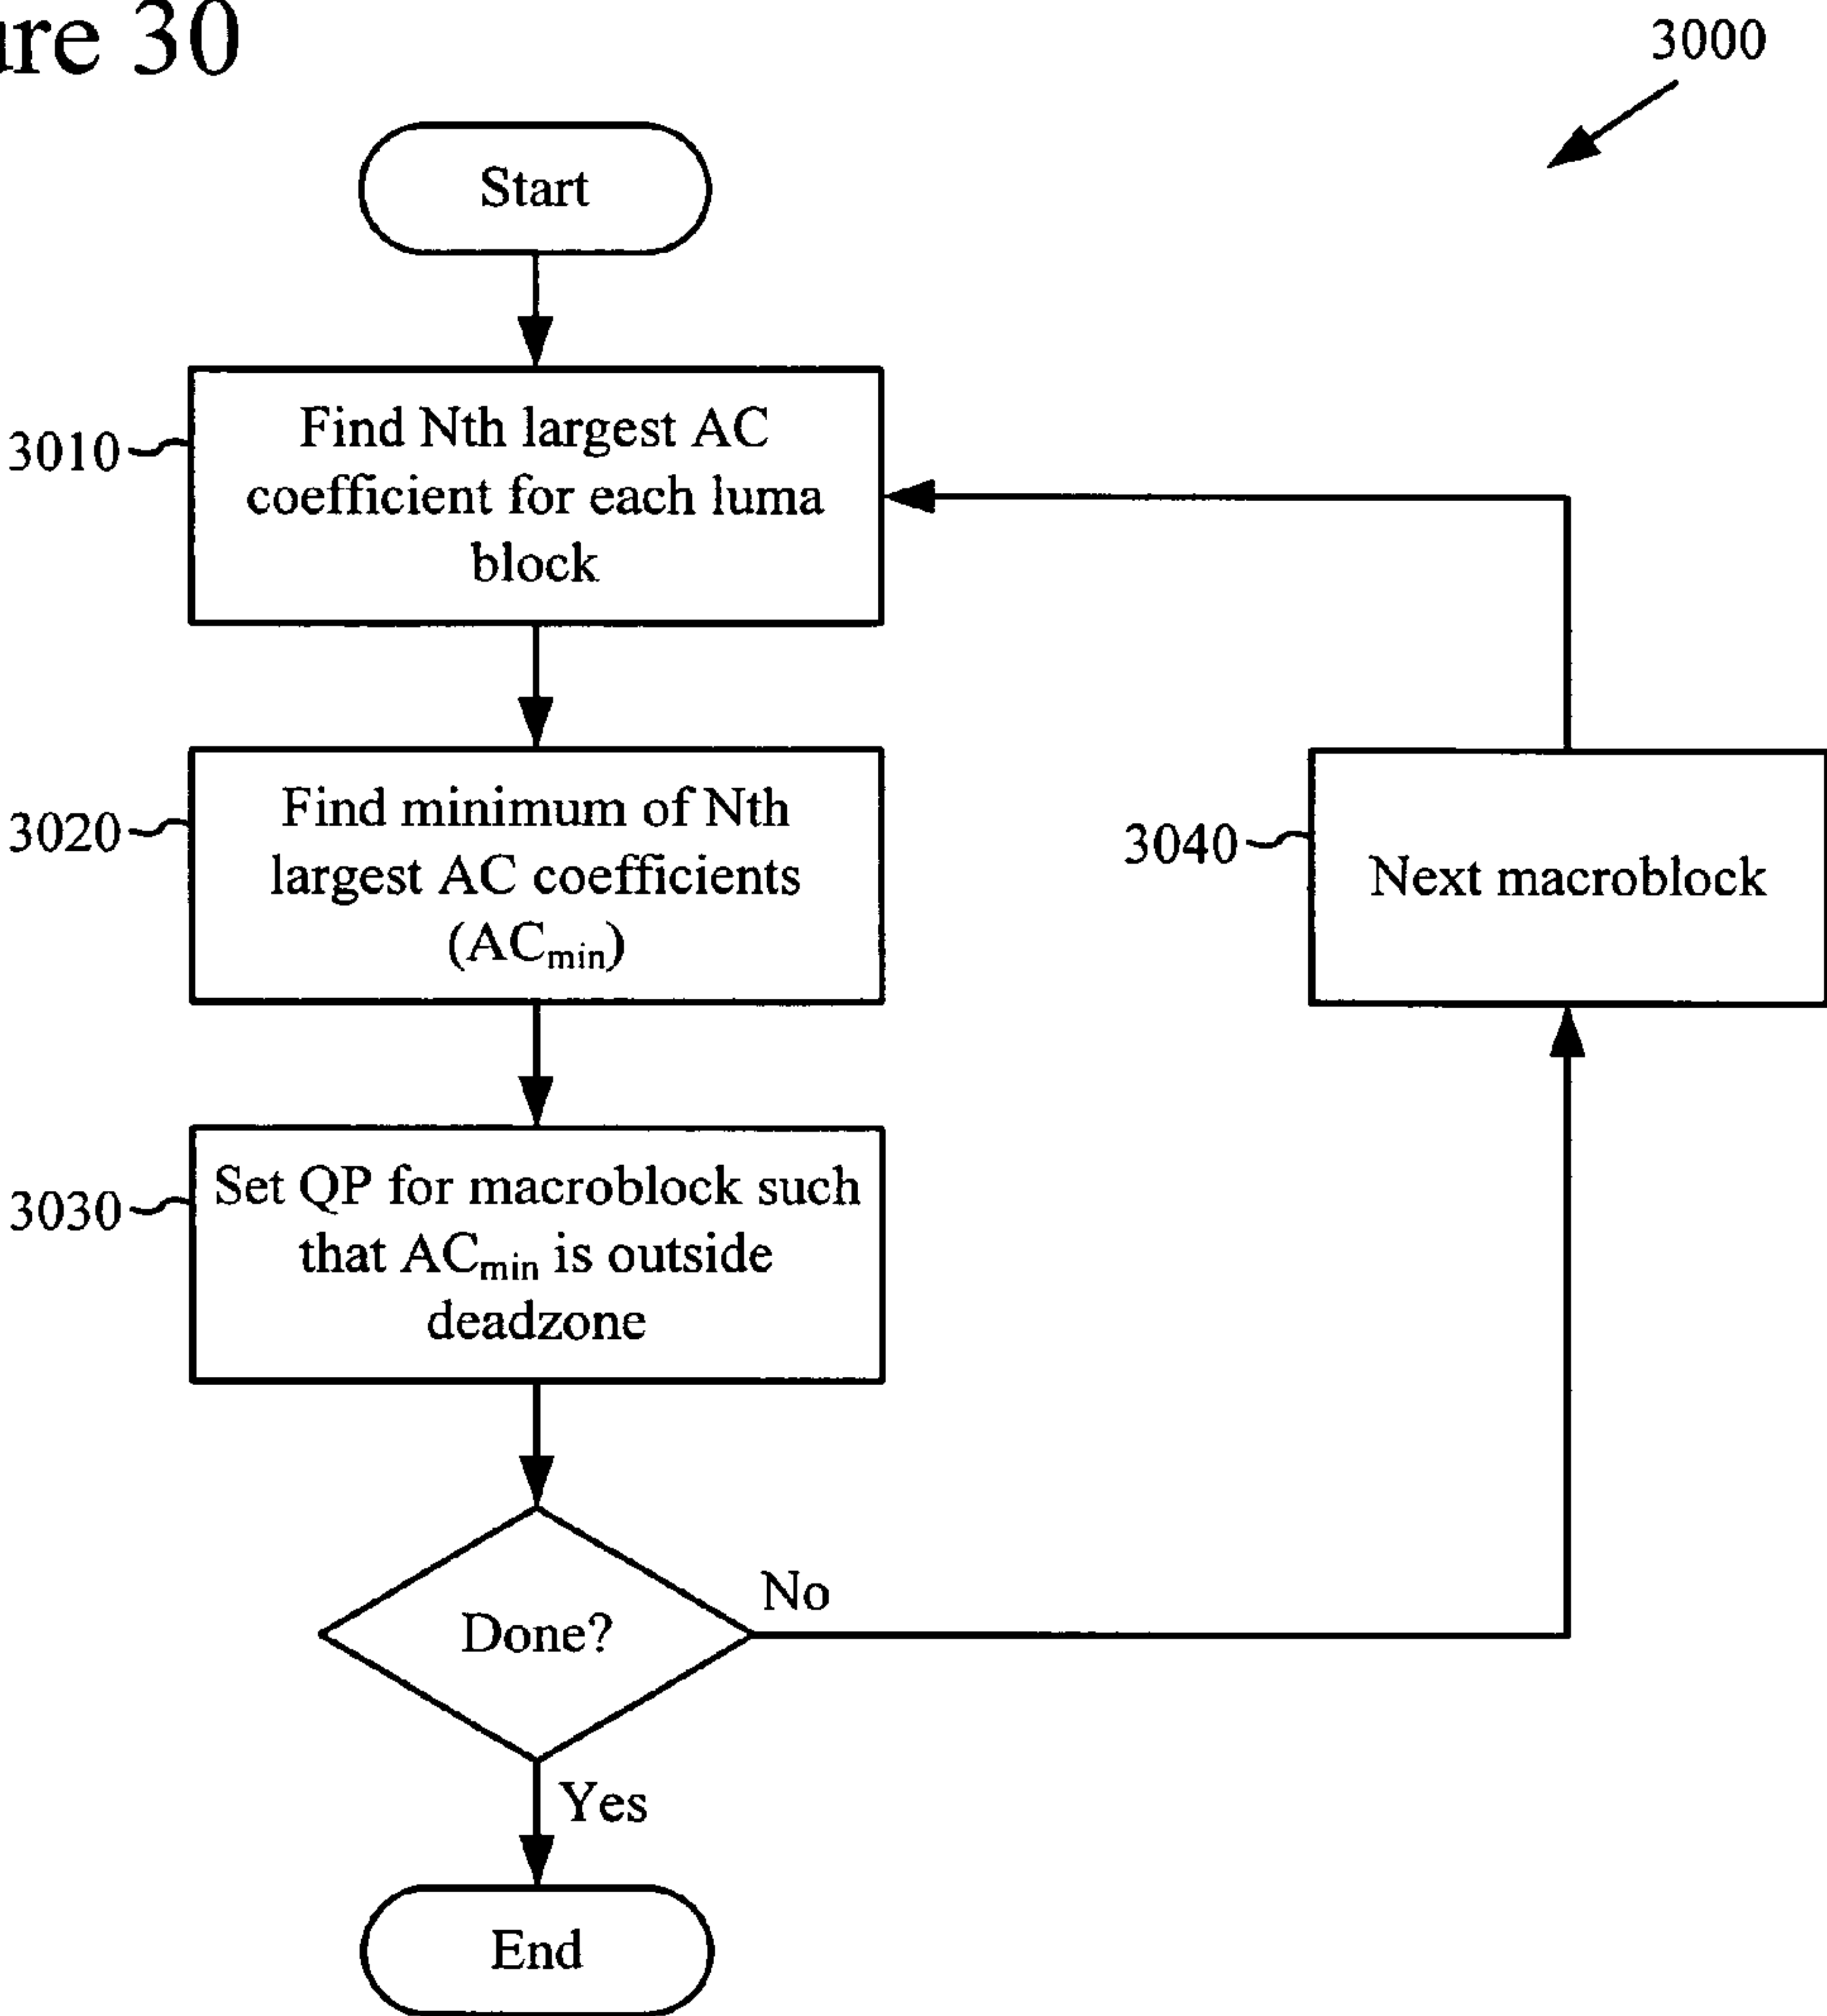 30
3000
Start
3010
Find Nth largest AC
coefficient for each luma
block
3020
Find minimum of Nth
largest AC coefficients
(ACmin)
3040
Next macroblock
3030
Set QP for macroblock such
that ACmin is outside
deadzone
Done?
No
Yes
End